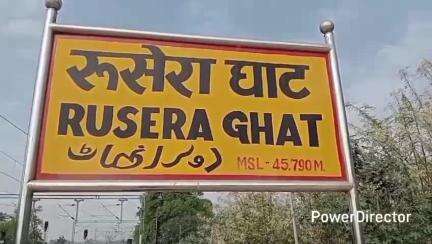 रूसेरा घाट
RUSERA GHAT
MSL - 45.790 M.
PowerDirector